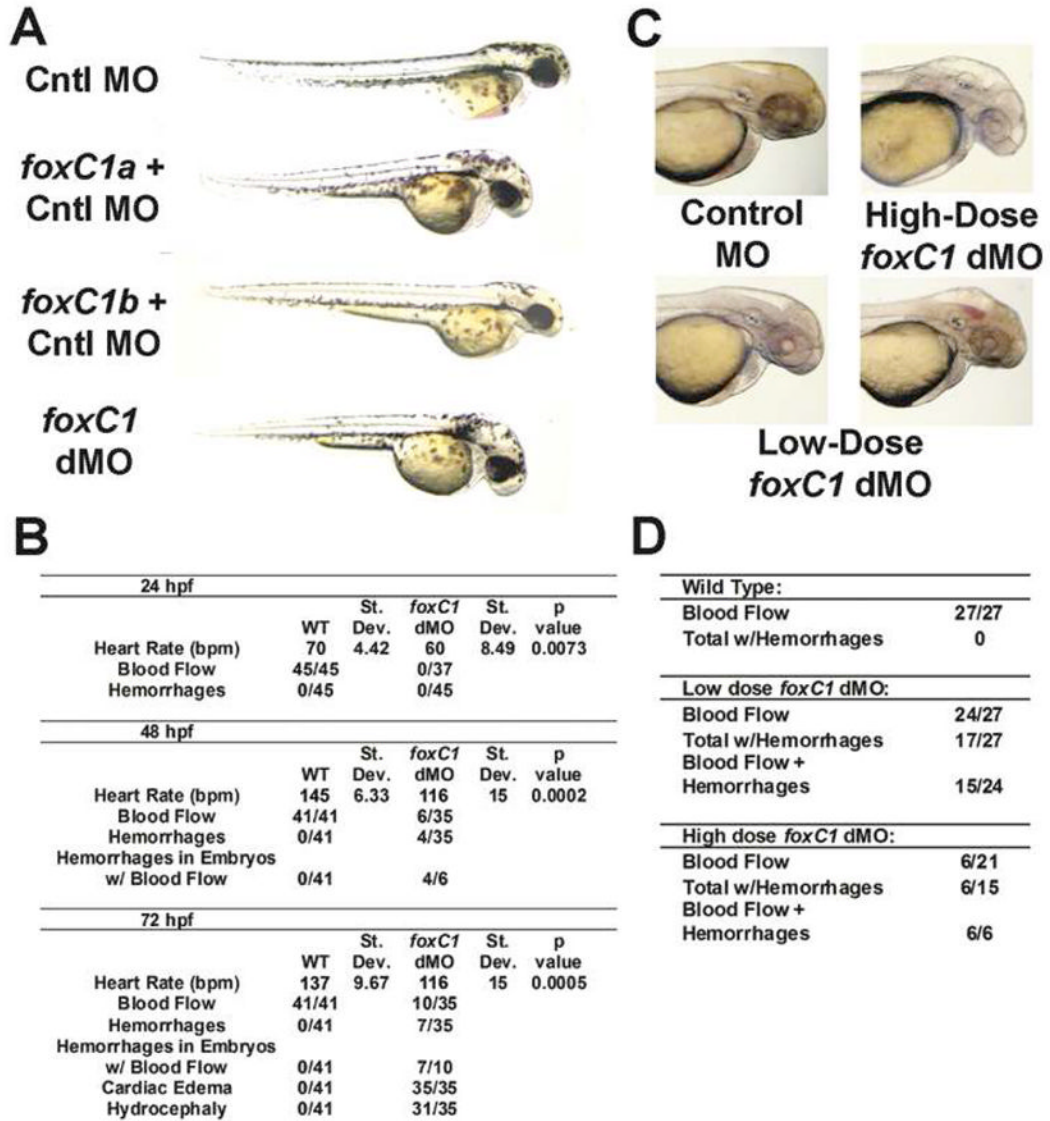 A
Cntl MO
foxC1a +
Cntl MO
foxC1b +
Cntl MO
foxC1
dMO
C
Control
MO
High-Dose
foxC1 dMO
Low-Dose
foxC1 dMO
B
24 hpf
St. foxC1 St. p
WT Dev. dMO Dev. value
Heart Rate (bpm) 70 4.42 60 8.49 0.0073
Blood Flow 45/45 0/37
Hemorrhages 0/45 0/45
48 hpf
St. foxC1 St. p
WT Dev. dMO Dev. value
Heart Rate (bpm) 145 6.33 116 15 0.0002
Blood Flow 41/41 6/35
Hemorrhages 0/41 4/35
Hemorrhages in Embryos
w/ Blood Flow 0/41 4/6
72 hpf
St. foxC1 St. p
WT Dev. dMO Dev. value
Heart Rate (bpm) 137 9.67 116 15 0.0005
Blood Flow 41/41 10/35
Hemorrhages 0/41 7/35
Hemorrhages in Embryos
w/ Blood Flow 0/41 7/10
Cardiac Edema 0/41 35/35
Hydrocephaly 0/41 31/35
D
Wild Type:
Blood Flow 27/27
Total w/Hemorrhages 0
Low dose foxC1 dMO:
Blood Flow 24/27
Total w/Hemorrhages 17/27
Blood Flow +
Hemorrhages 15/24
High dose foxC1 dMO:
Blood Flow 6/21
Total w/Hemorrhages 6/15
Blood Flow +
Hemorrhages 6/6